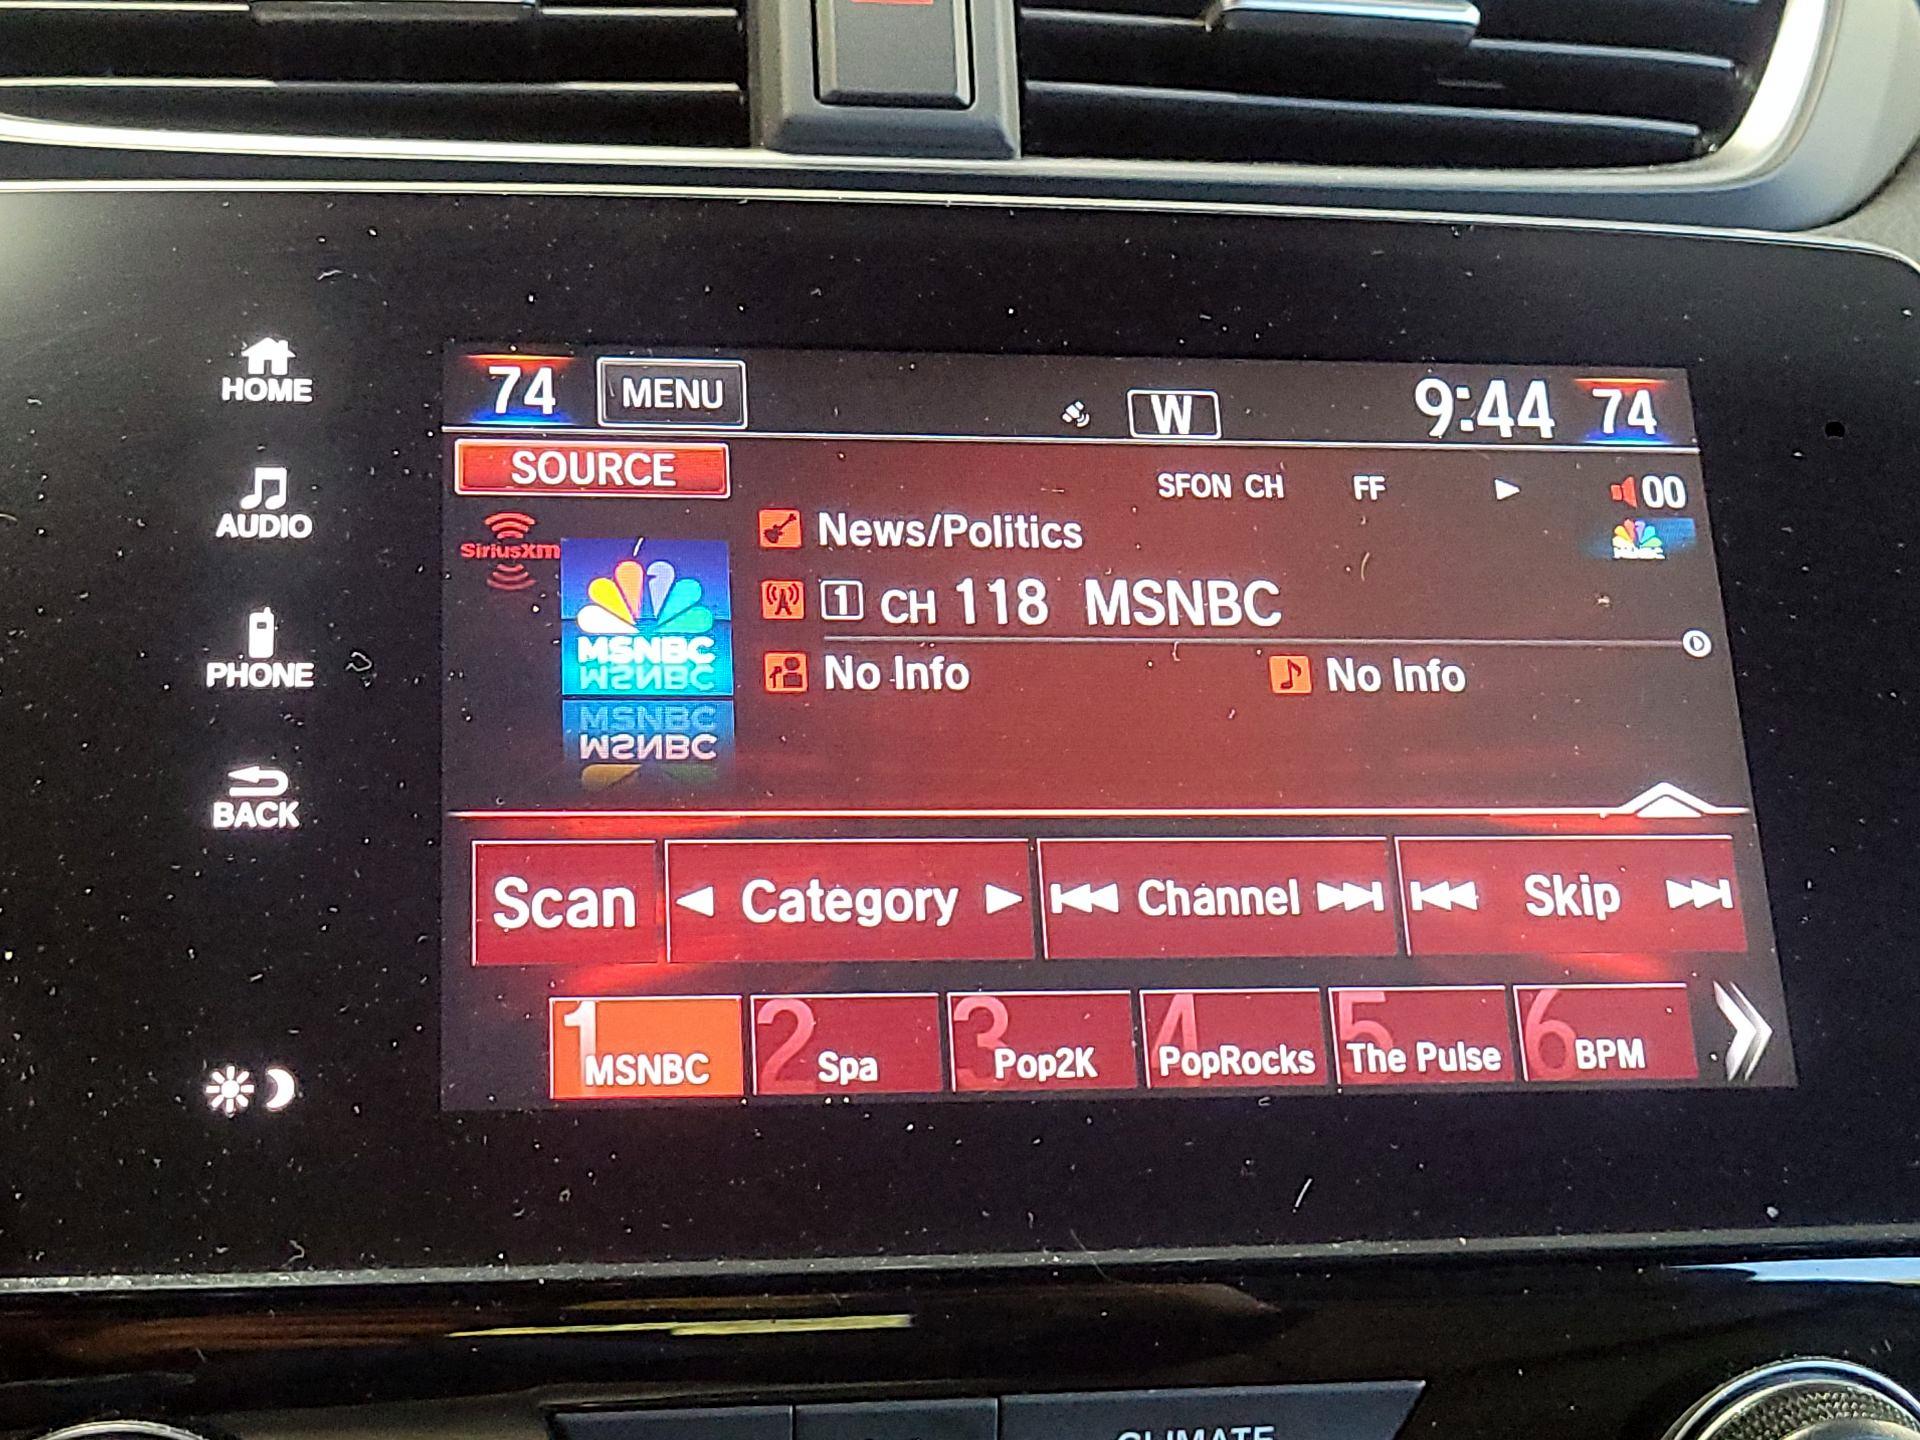 HOME
AUDIO
PHONE
BACK
74 MENU W 9:44 74
SOURCE
SFON CH FF 00
SiriusXM
News/Politics
MSNBC
1 CH 118 MSNBC
MSNBC
No Info No Info
Scan Category Channel Skip
1 MSNBC 2 Spa 3 Pop2K 4 PopRocks 5 The Pulse 6 BPM
CLIMATE